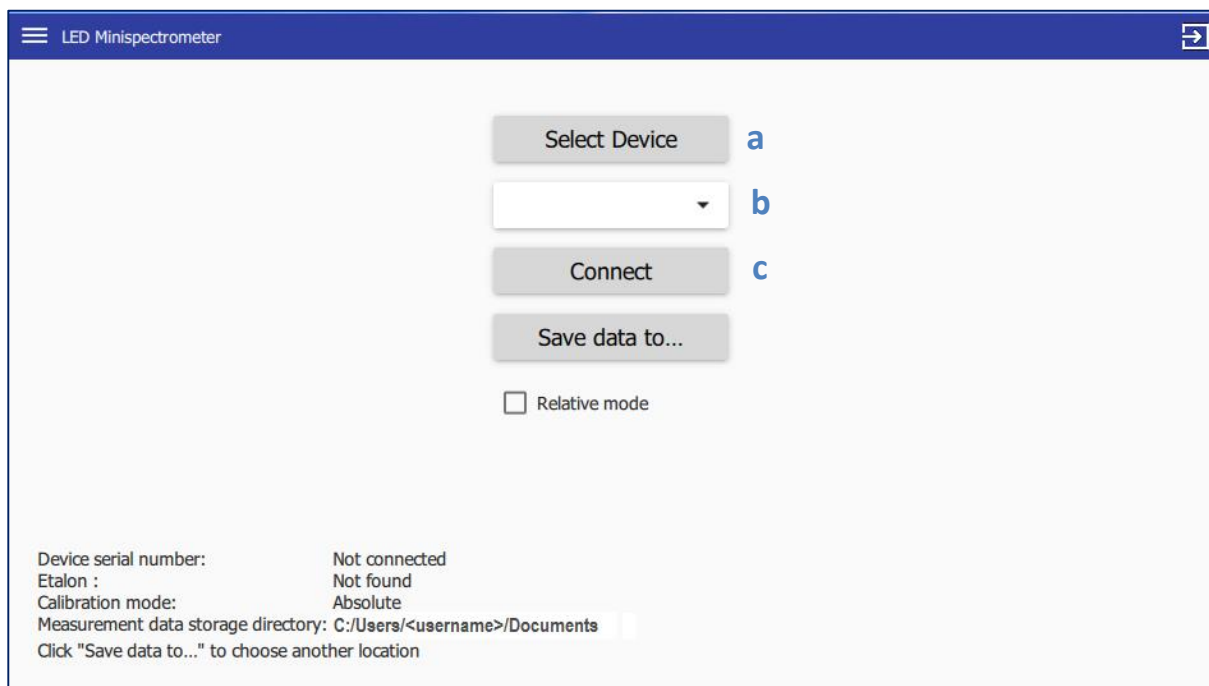 LED Minispectrometer
Select Device a
b
Connect c
Save data to...
Relative mode
Device serial number: Not connected
Etalon : Not found
Calibration mode: Absolute
Measurement data storage directory: C:/Users/<username>/Documents
Click "Save data to..." to choose another location